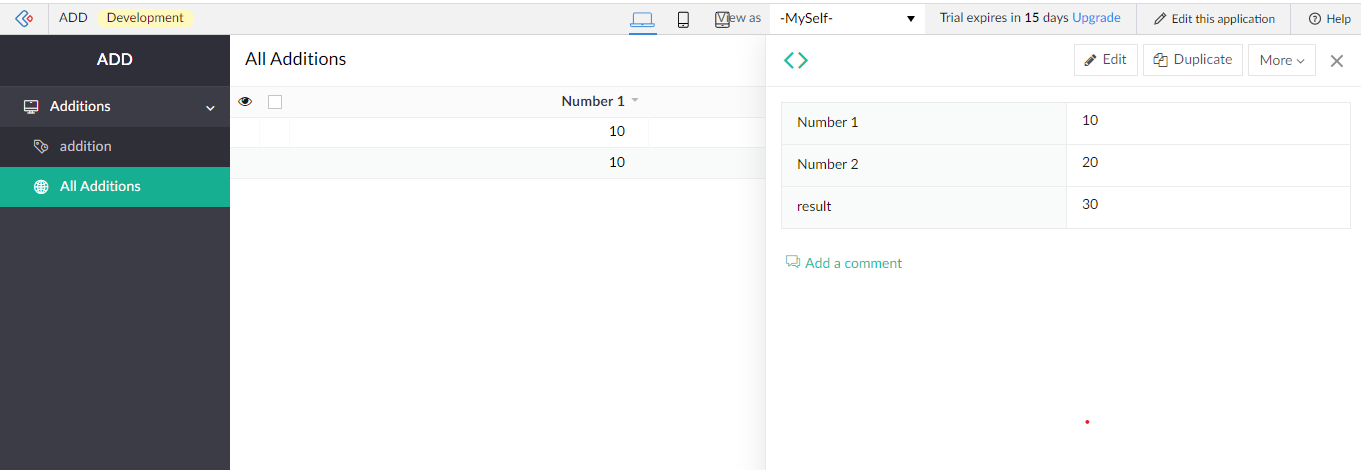 ADD Development View as -MySelf- Trial expires in 15 days Upgrade Edit this application Help
ADD
Additions
addition
All Additions
All Additions
Number 1
10
10
Edit Duplicate More
Number 1 10
Number 2 20
result 30
Add a comment